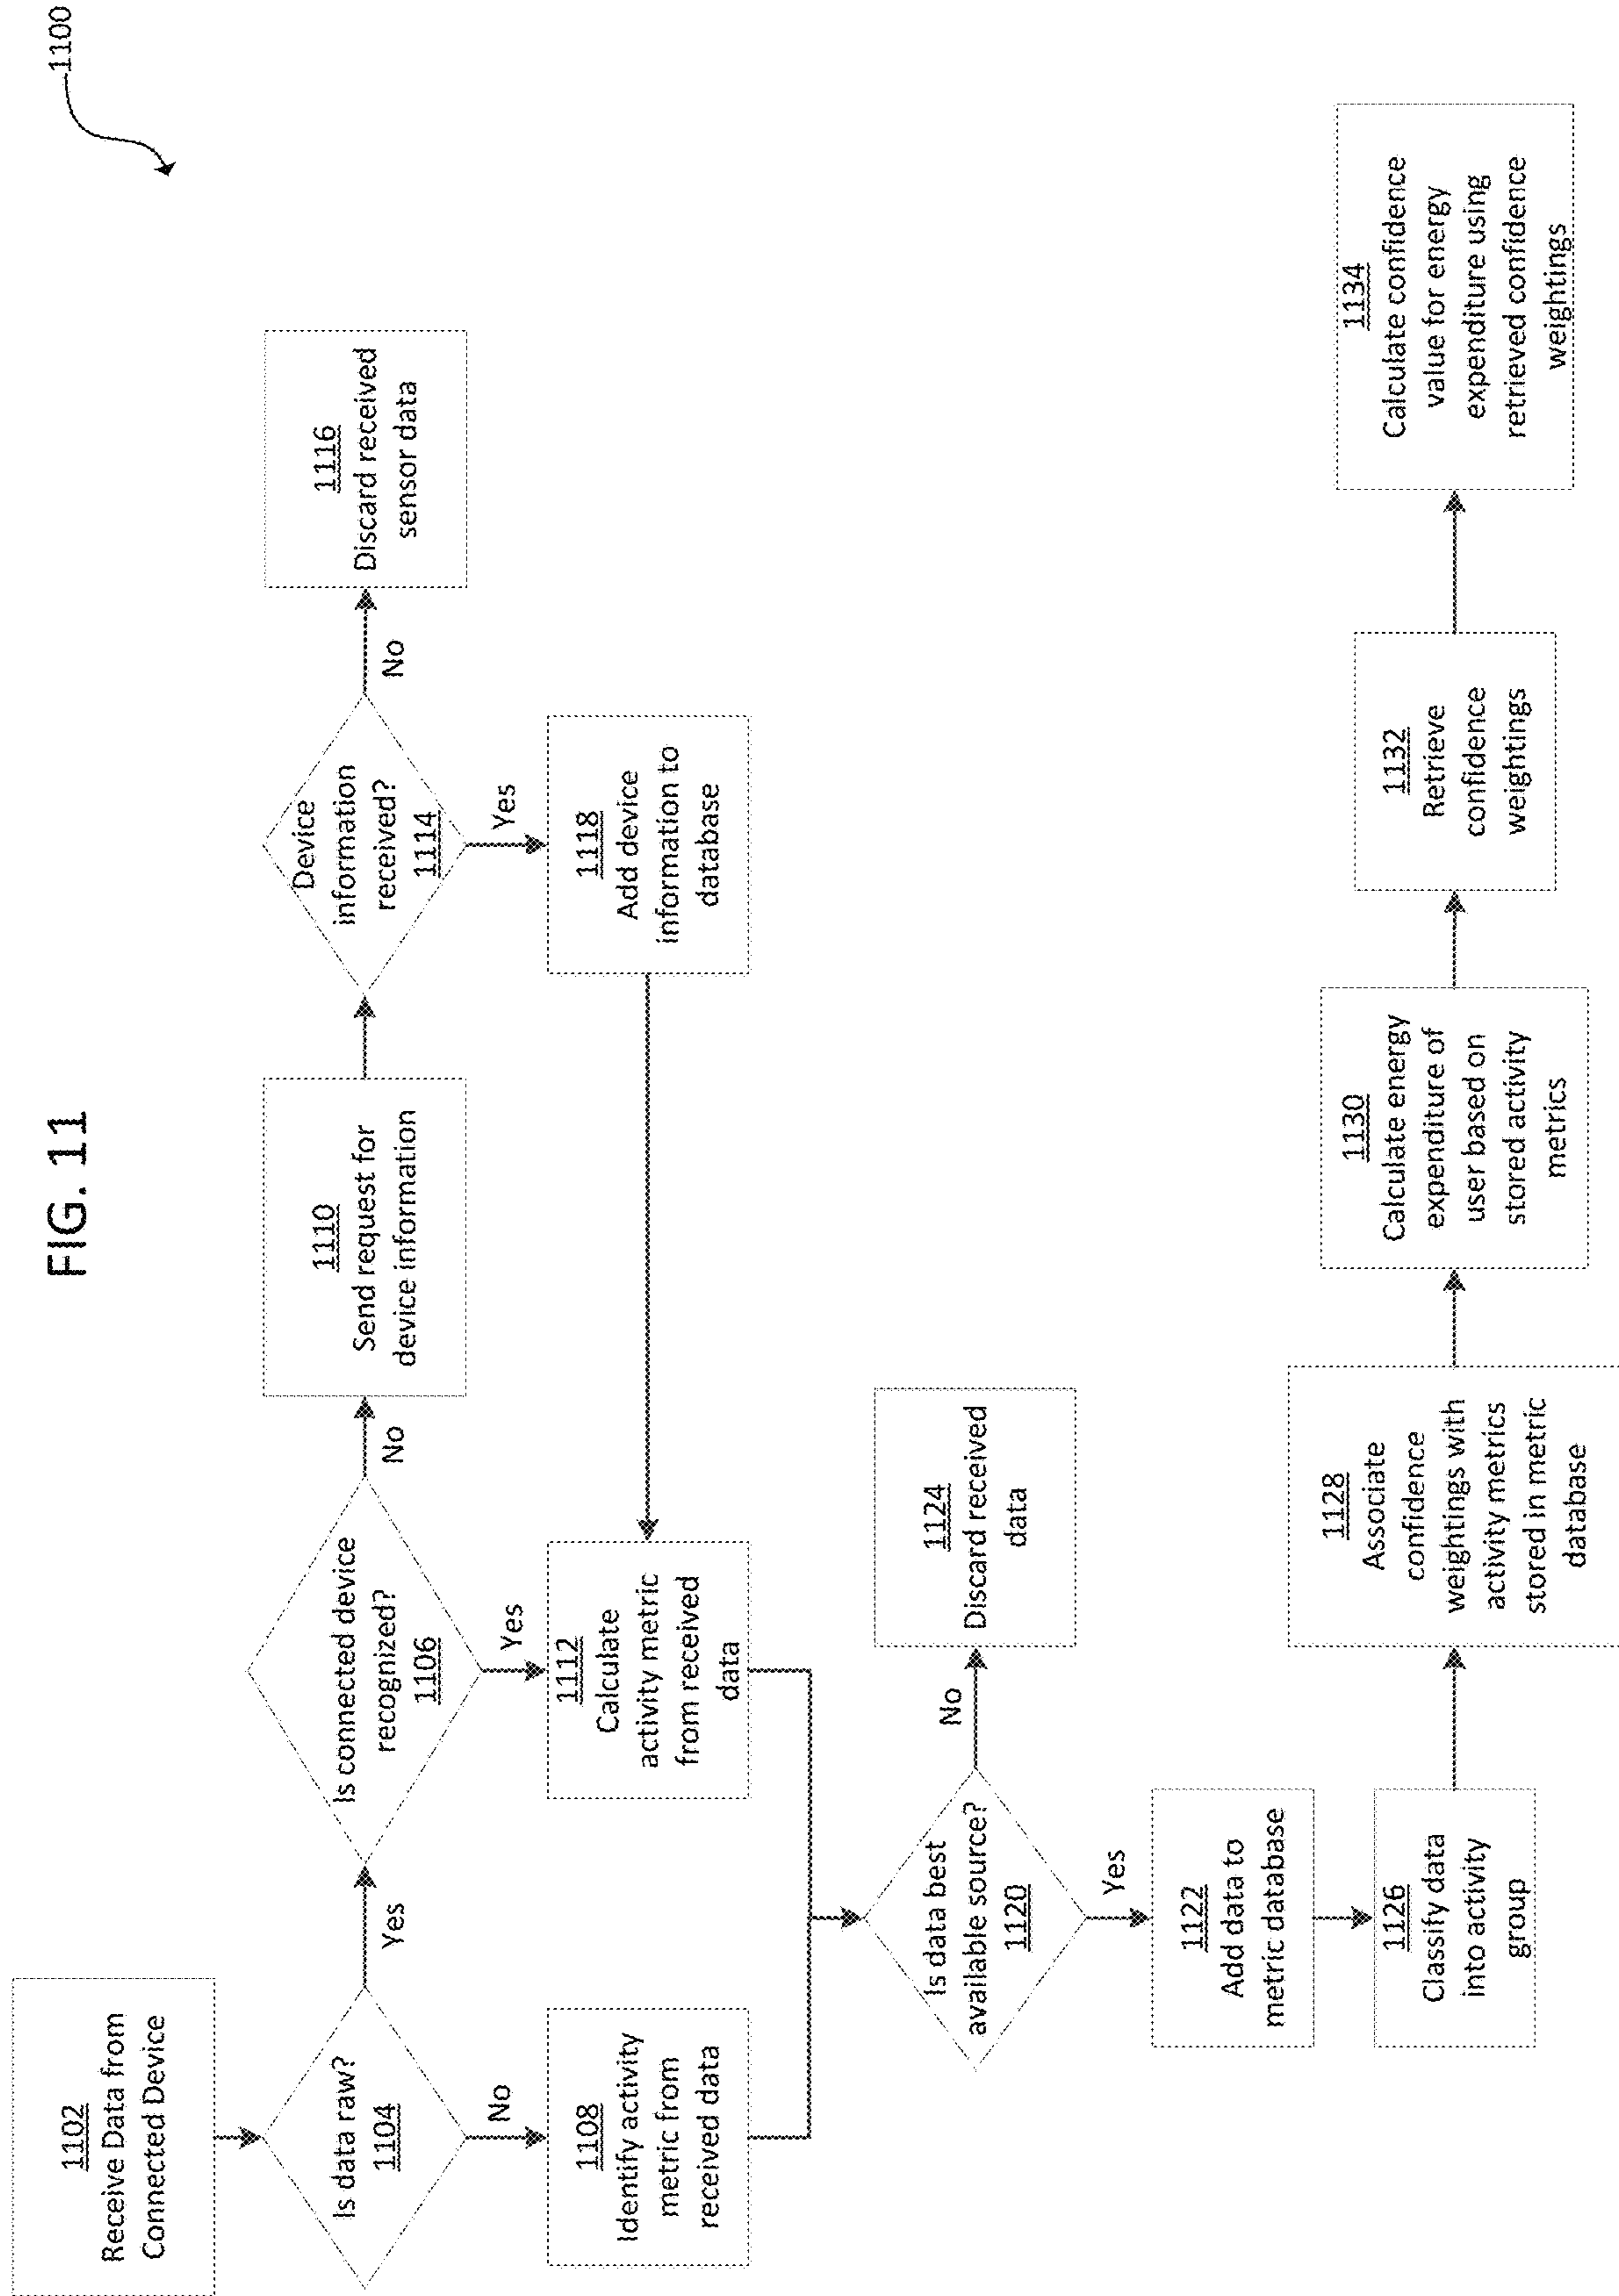 FIG. 11
1100
1102
Receive Data from
Connected Device
Is data raw?
1104
Yes
No
Is connected device
recognized?
1106
No
Yes
1110
Send request for
device information
Device
information
received?
1114
No
Yes
1116
Discard received
sensor data
1108
Identify activity
metric from
received data
1112
Calculate
activity metric
from received
data
1118
Add device
information to
database
Is data best
available source?
1120
No
Yes
1124
Discard received
data
1122
Add data to
metric database
1126
Classify data
into activity
group
1128
Associate
confidence
weightings with
activity metrics
stored in metric
database
1130
Calculate energy
expenditure of
user based on
stored activity
metrics
1132
Retrieve
confidence
weightings
1134
Calculate confidence
value for energy
expenditure using
retrieved confidence
weightings